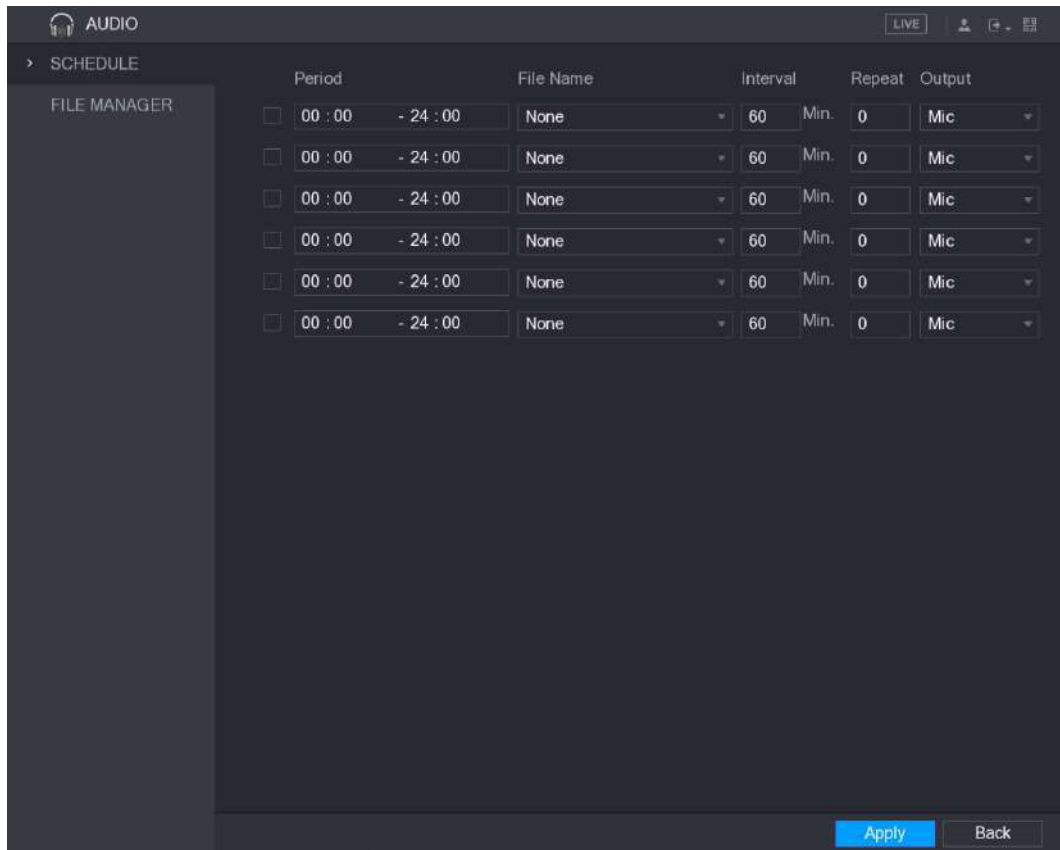 AUDIO LIVE
SCHEDULE
FILE MANAGER
Period File Name Interval Repeat Output
00 : 00 - 24 : 00 None 60 Min. 0 Mic
00 : 00 - 24 : 00 None 60 Min. 0 Mic
00 : 00 - 24 : 00 None 60 Min. 0 Mic
00 : 00 - 24 : 00 None 60 Min. 0 Mic
00 : 00 - 24 : 00 None 60 Min. 0 Mic
00 : 00 - 24 : 00 None 60 Min. 0 Mic
Apply Back